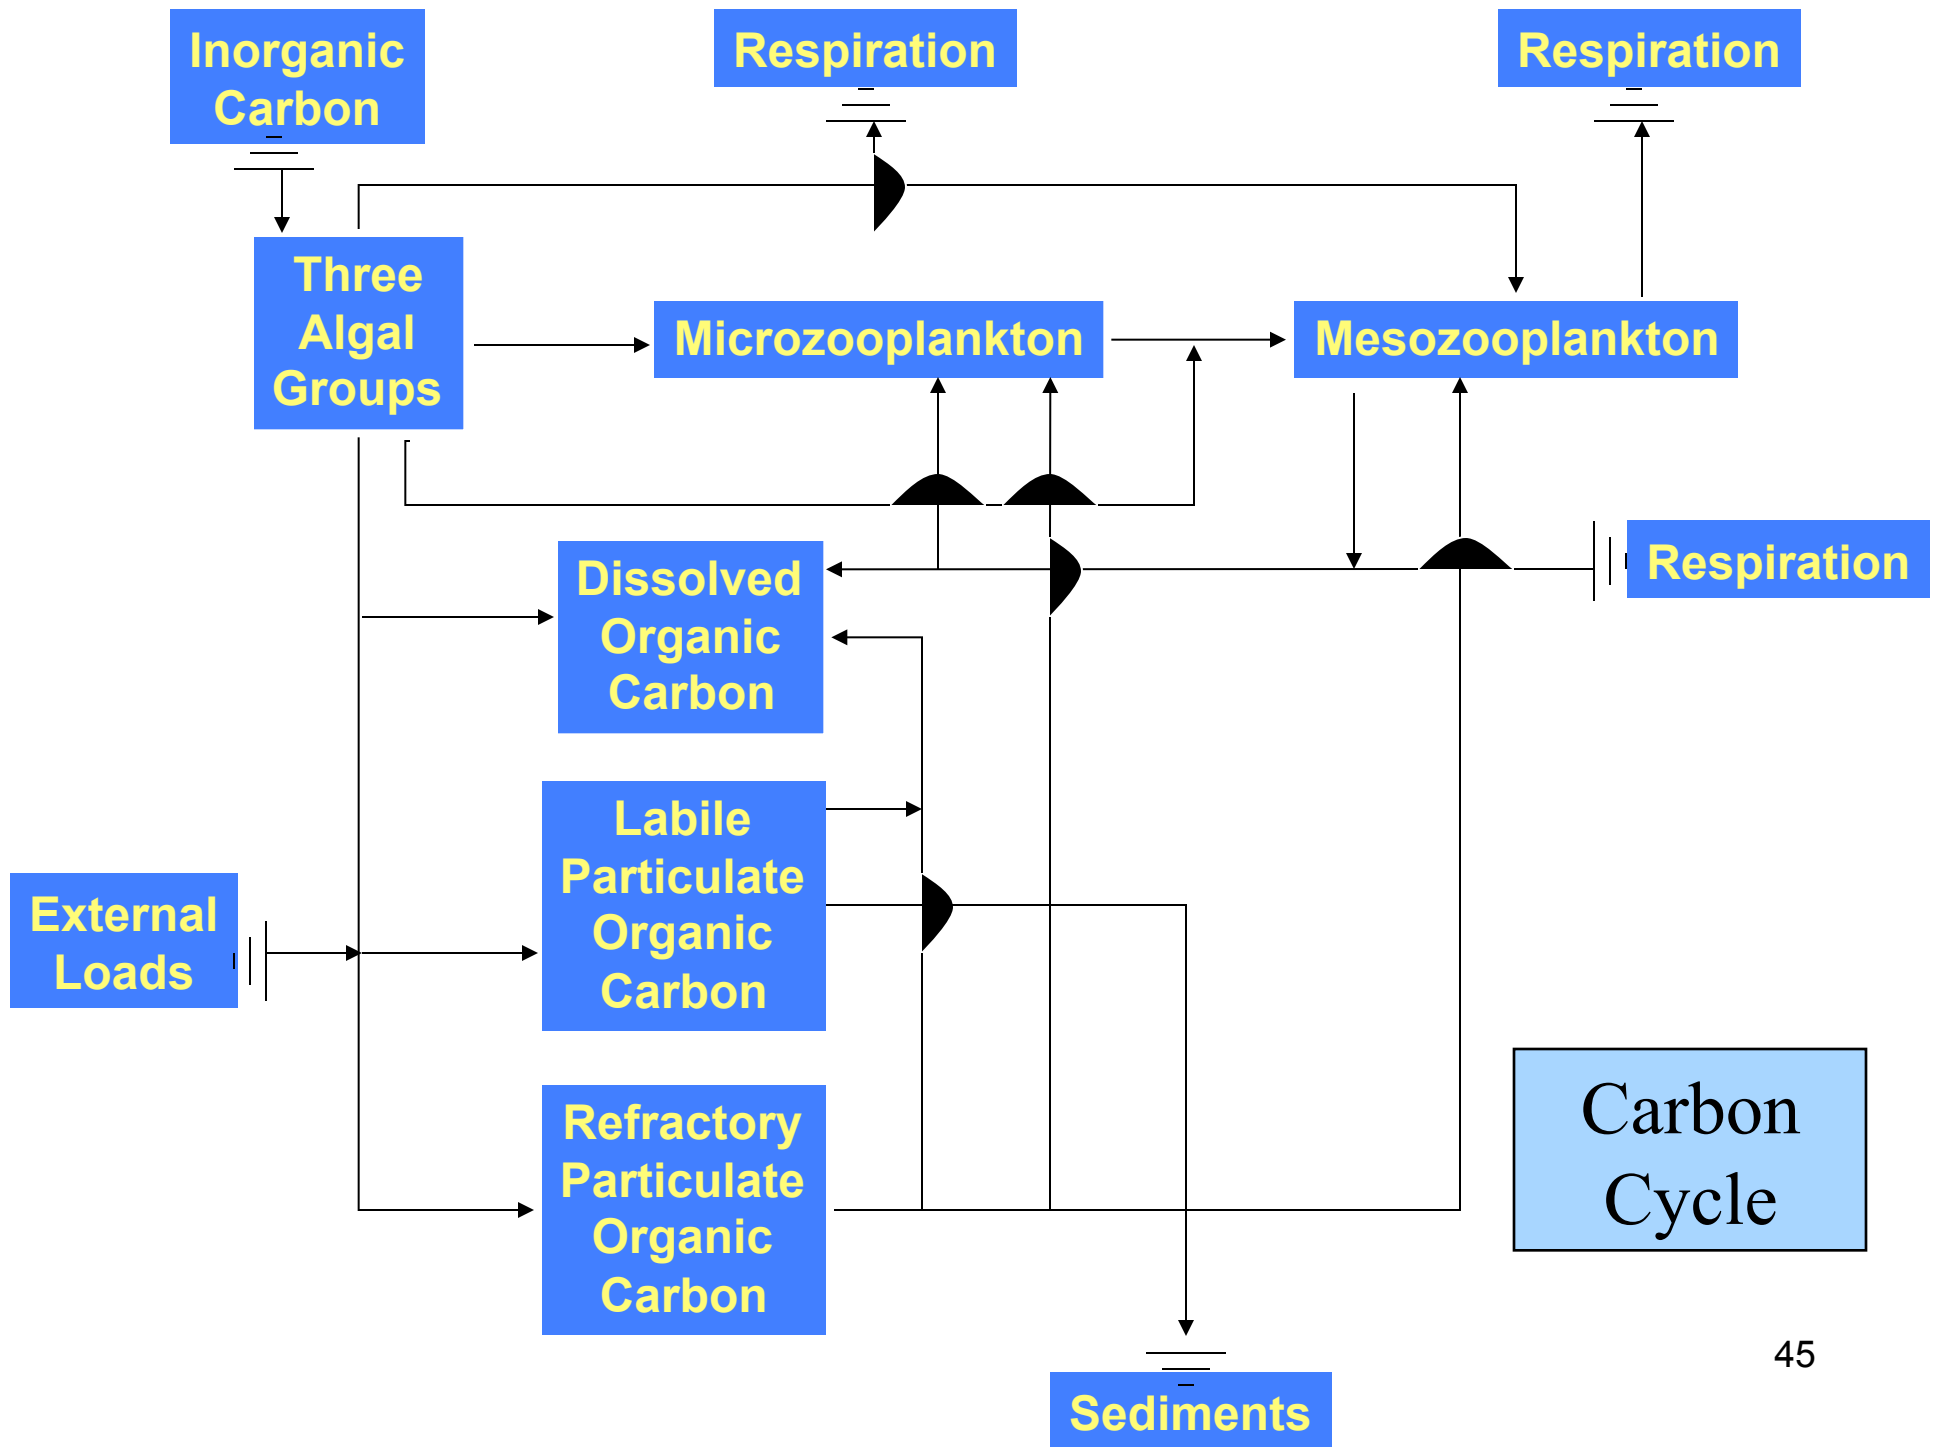 Inorganic
Carbon
Respiration
Respiration
Three
Algal
Groups
Microzooplankton
Mesozooplankton
Dissolved
Organic
Carbon
Respiration
Labile
Particulate
Organic
Carbon
External
Loads
Refractory
Particulate
Organic
Carbon
Carbon
Cycle
45
Sediments